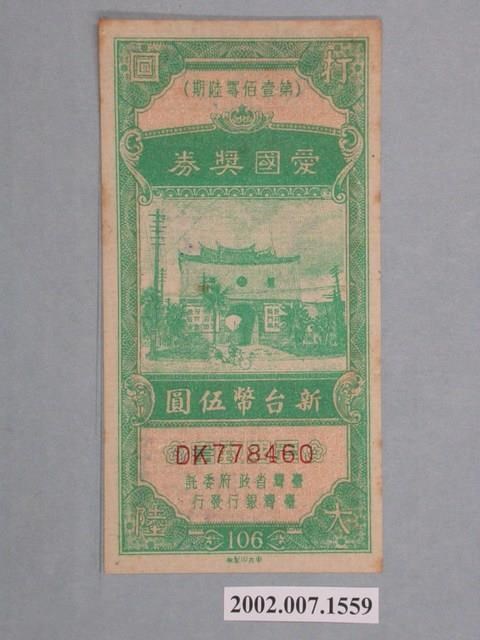 打回
(第壹佰零陸期)
愛國獎券
新台幣伍圓
DK778460
臺灣省政府委託
臺灣銀行發行
大陸
106
2002.007.1559